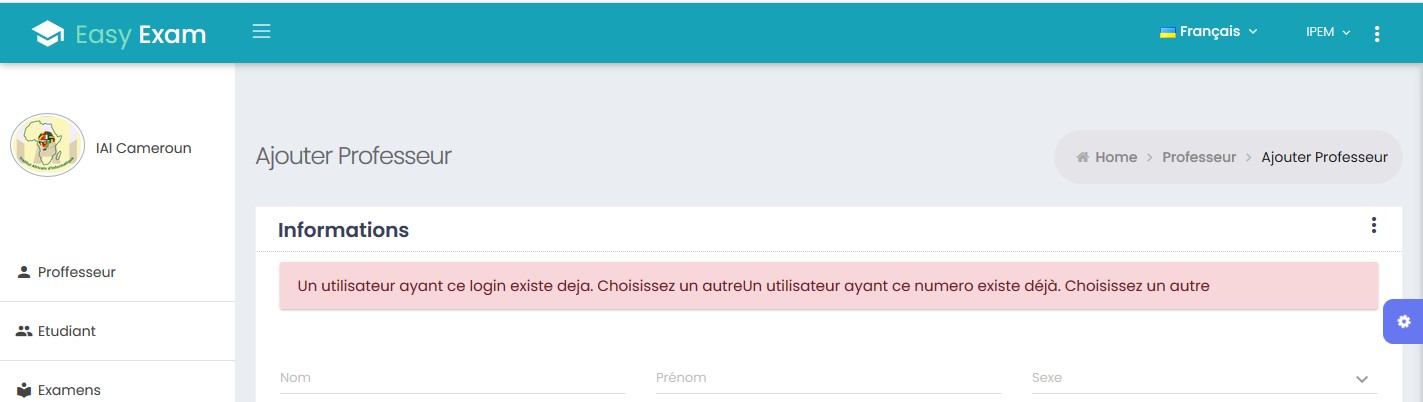 Easy Exam
Français
IPEM
IAI Cameroun
Ajouter Professeur
Home > Professeur > Ajouter Professeur
Informations
Un utilisateur ayant ce login existe deja. Choisissez un autreUn utilisateur ayant ce numero existe déjà. Choisissez un autre
Proffesseur
Etudiant
Examens
Nom
Prénom
Sexe